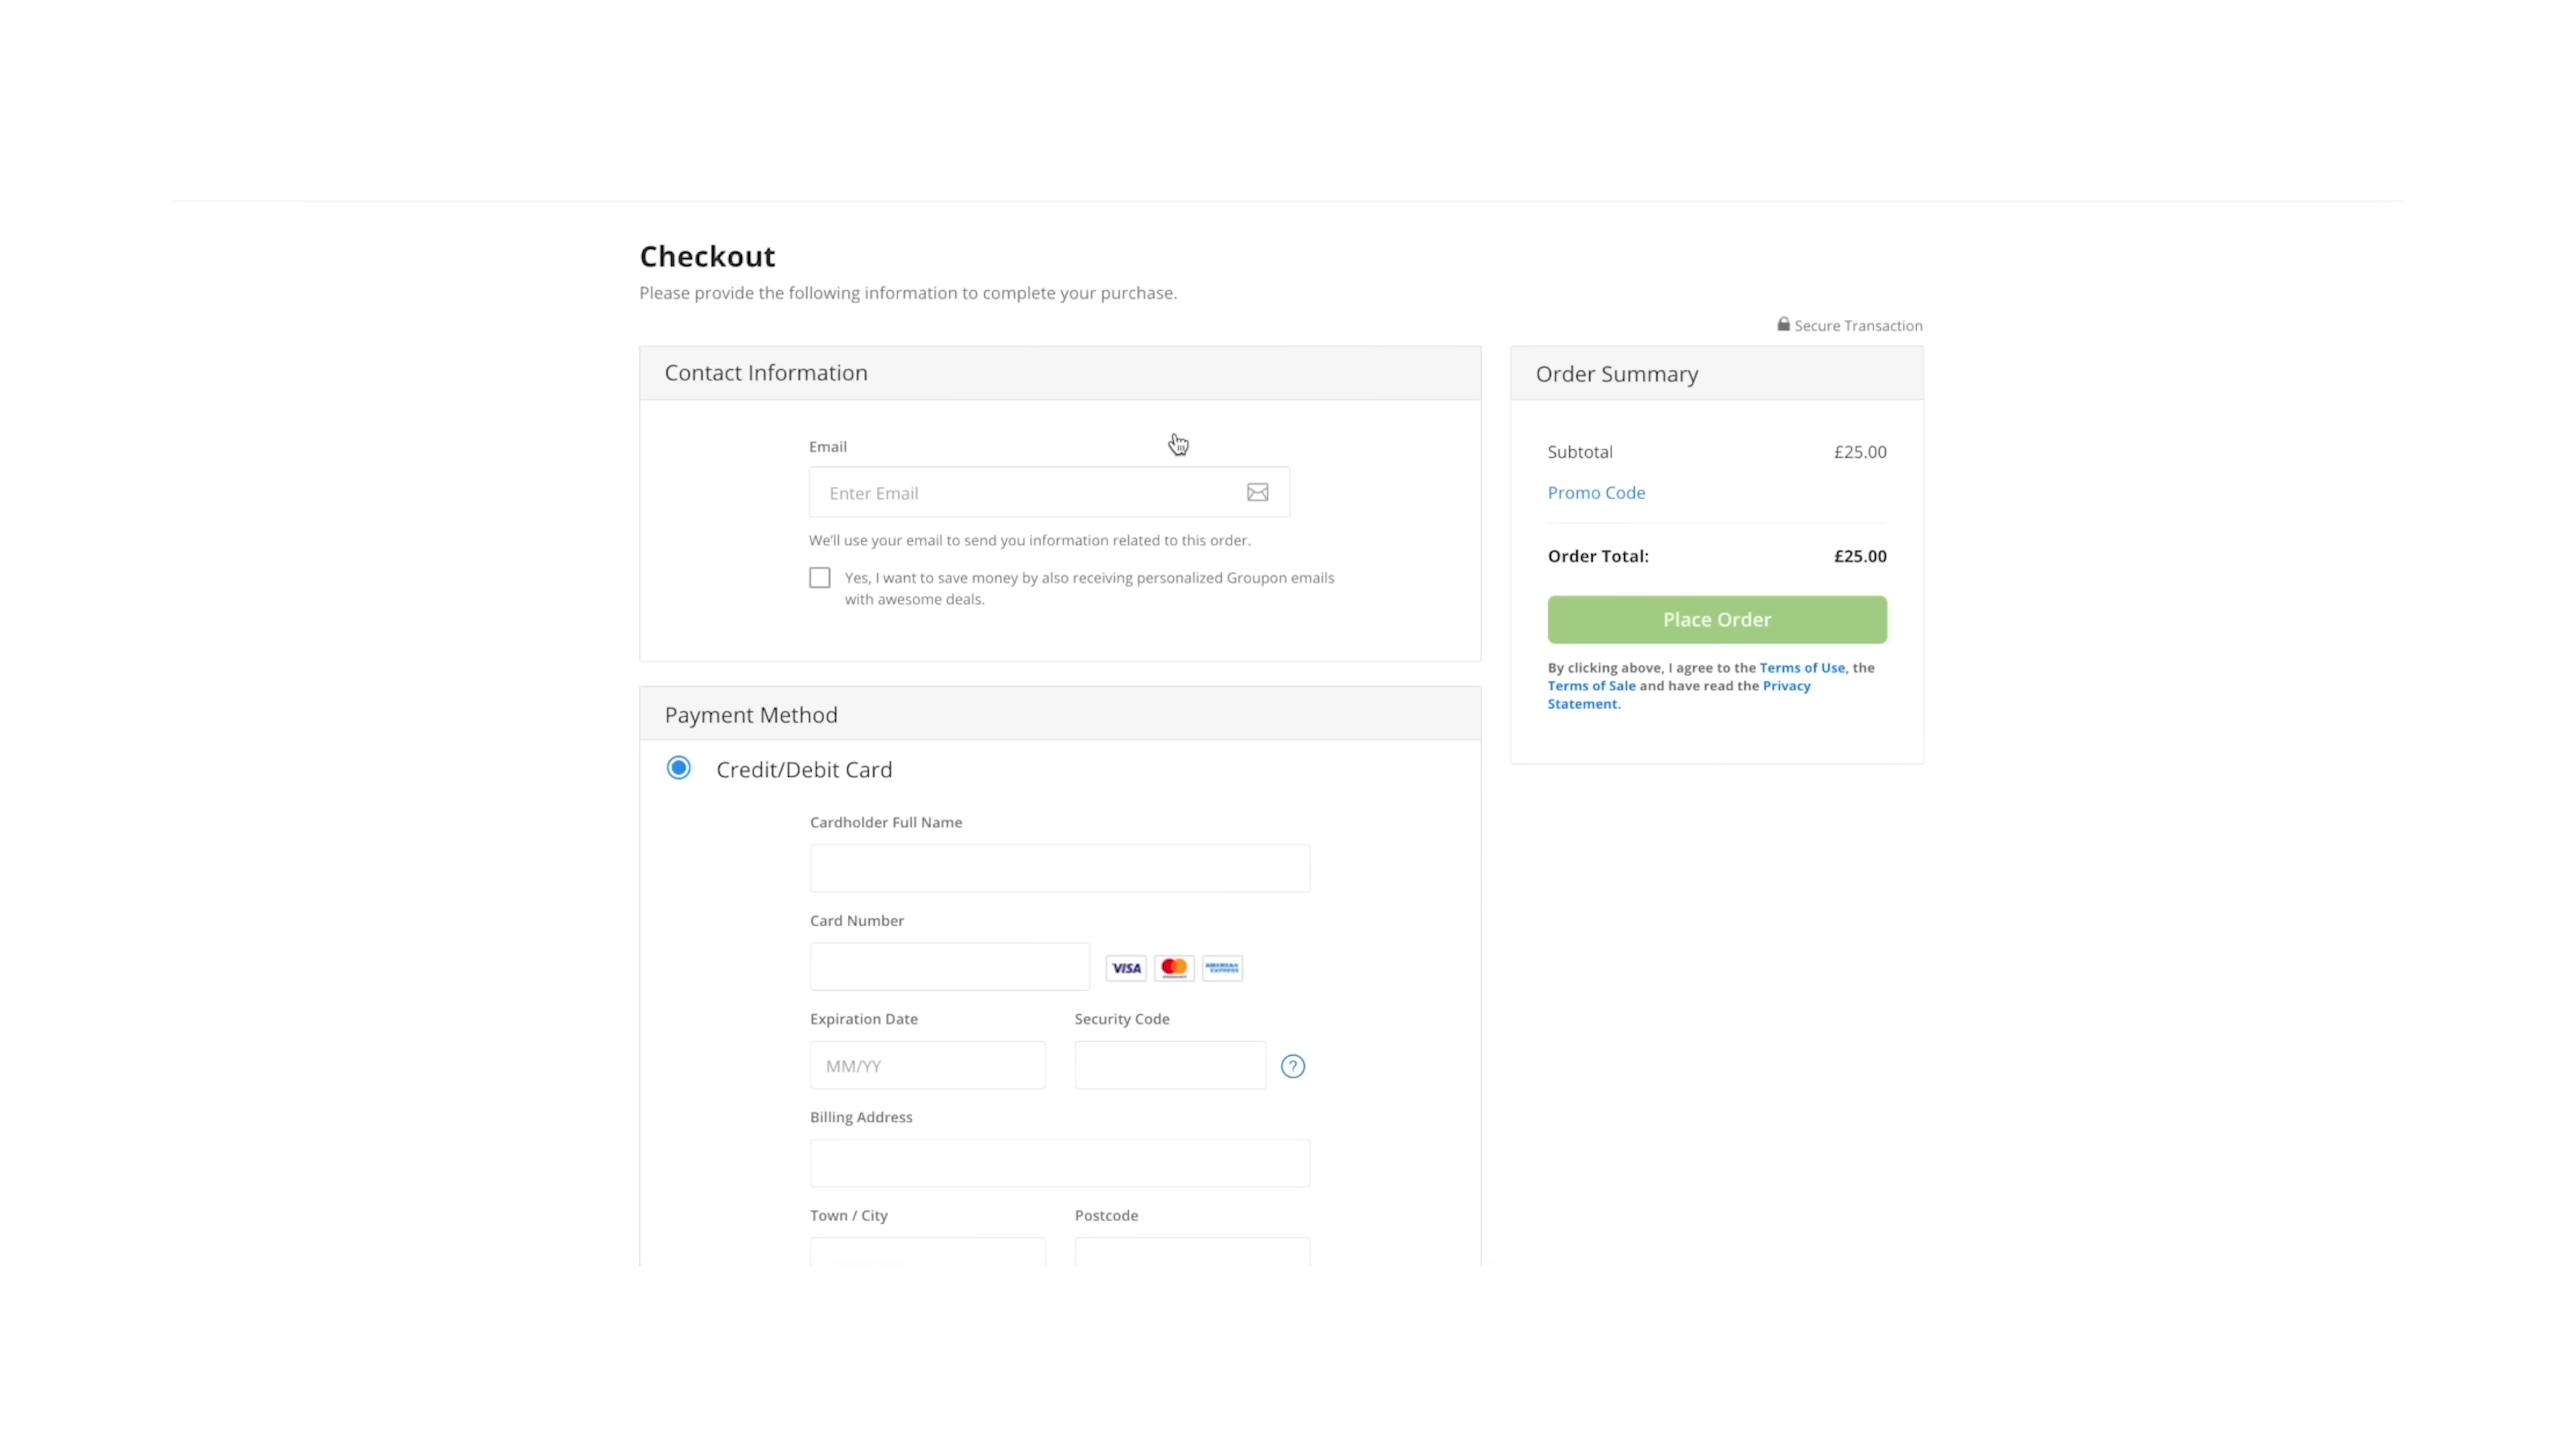 Checkout
Please provide the following information to complete your purchase.
Secure Transaction
Contact Information
Email
Enter Email
We'll use your email to send you information related to this order.
Yes, I want to save money by also receiving personalized Groupon emails
with awesome deals.
Order Summary
Subtotal £25.00
Promo Code
Order Total: £25.00
Place Order
By clicking above, I agree to the Terms of Use, the
Terms of Sale and have read the Privacy
Statement.
Payment Method
Credit/Debit Card
Cardholder Full Name
Card Number
VISA AMERICAN EXPRESS
Expiration Date Security Code
MM/YY ?
Billing Address
Town / City Postcode